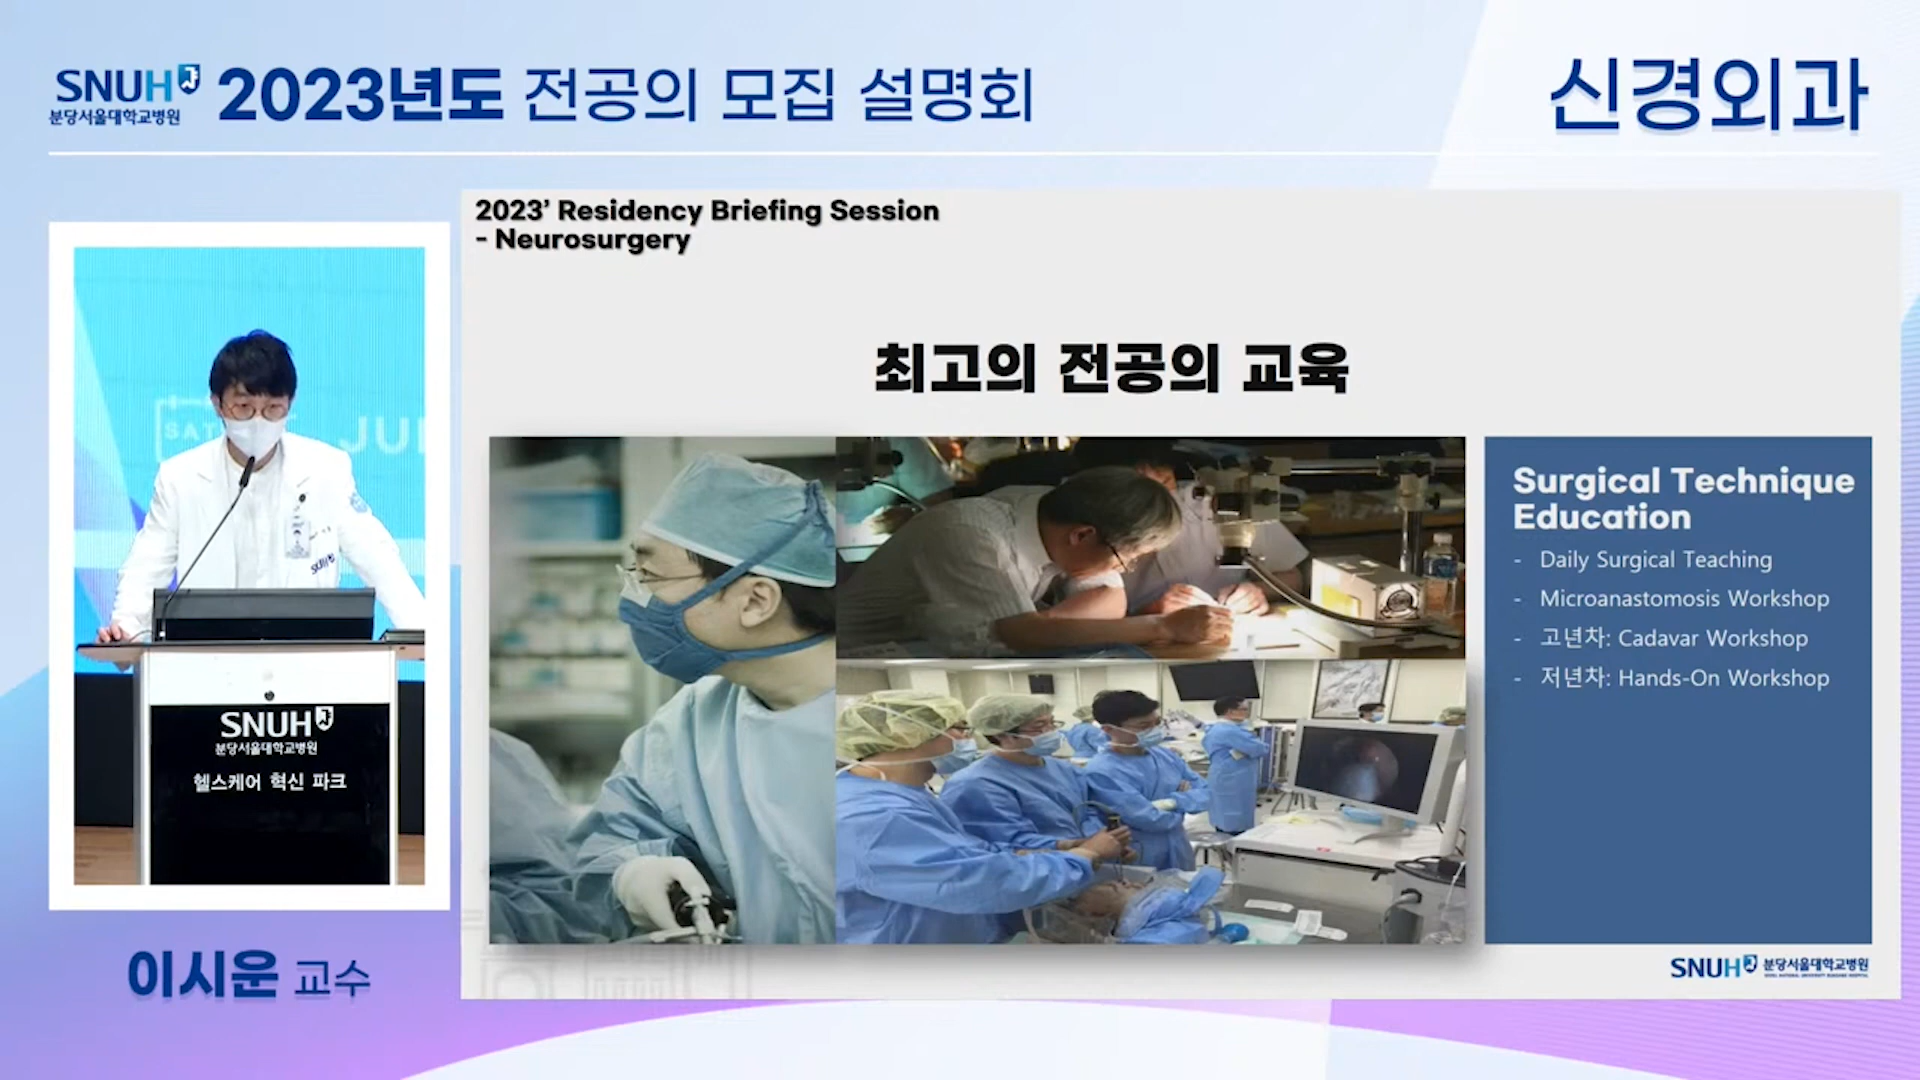 SNUH
분당서울대학교병원
2023년도 전공의 모집 설명회
신경외과
2023’ Residency Briefing Session
- Neurosurgery
최고의 전공의 교육
Surgical Technique
Education
- Daily Surgical Teaching
- Microanastomosis Workshop
- 고년차: Cadavar Workshop
- 저년차: Hands-On Workshop
SAT
JU
SNUH
SNUH
분당서울대학교병원
헬스케어 혁신 파크
이시운 교수
SNUH 분당서울대학교병원